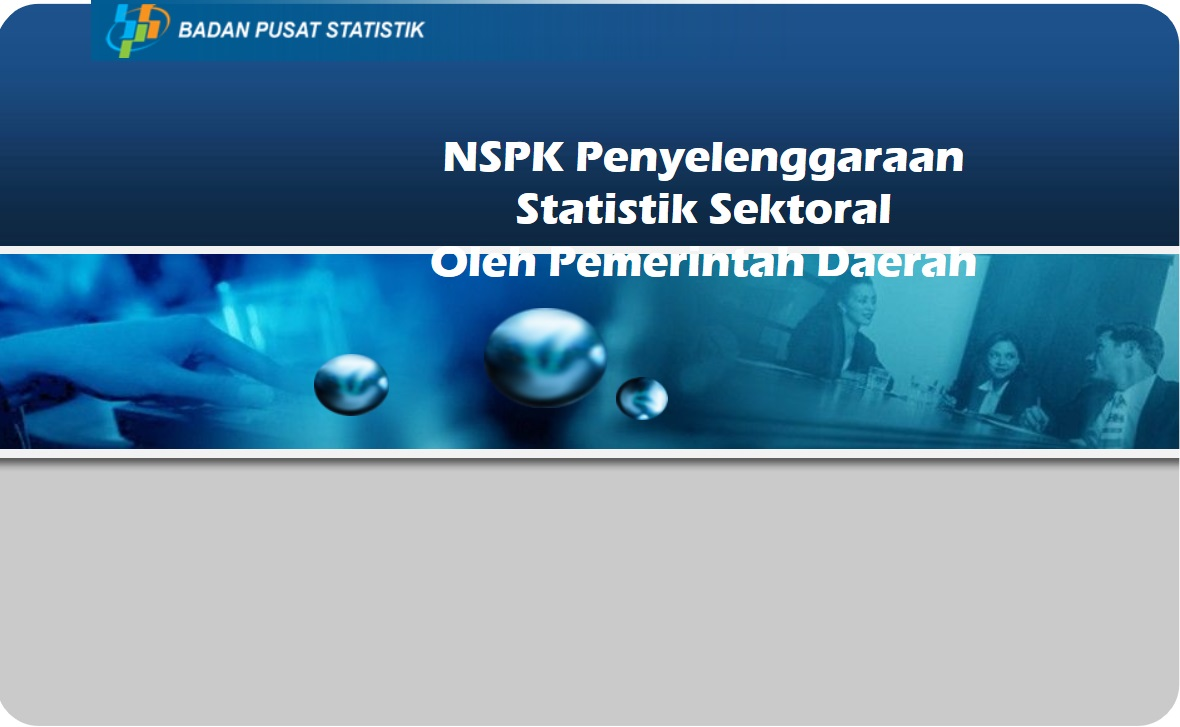 BADAN PUSAT STATISTIK
NSPK Penyelenggaraan
Statistik Sektoral
Oleh Pemerintah Daerah